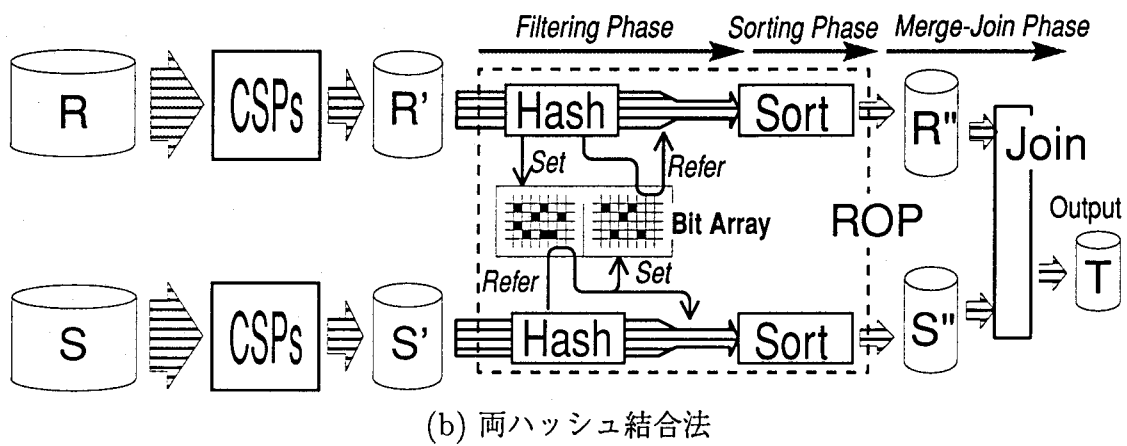 Filtering Phase Sorting Phase Merge-Join Phase
R CSPs R' Hash Sort R"
Set Refer
Join
Bit Array
ROP
Output
T
Refer Set
S CSPs S' Hash Sort S"
(b) 両ハッシュ結合法